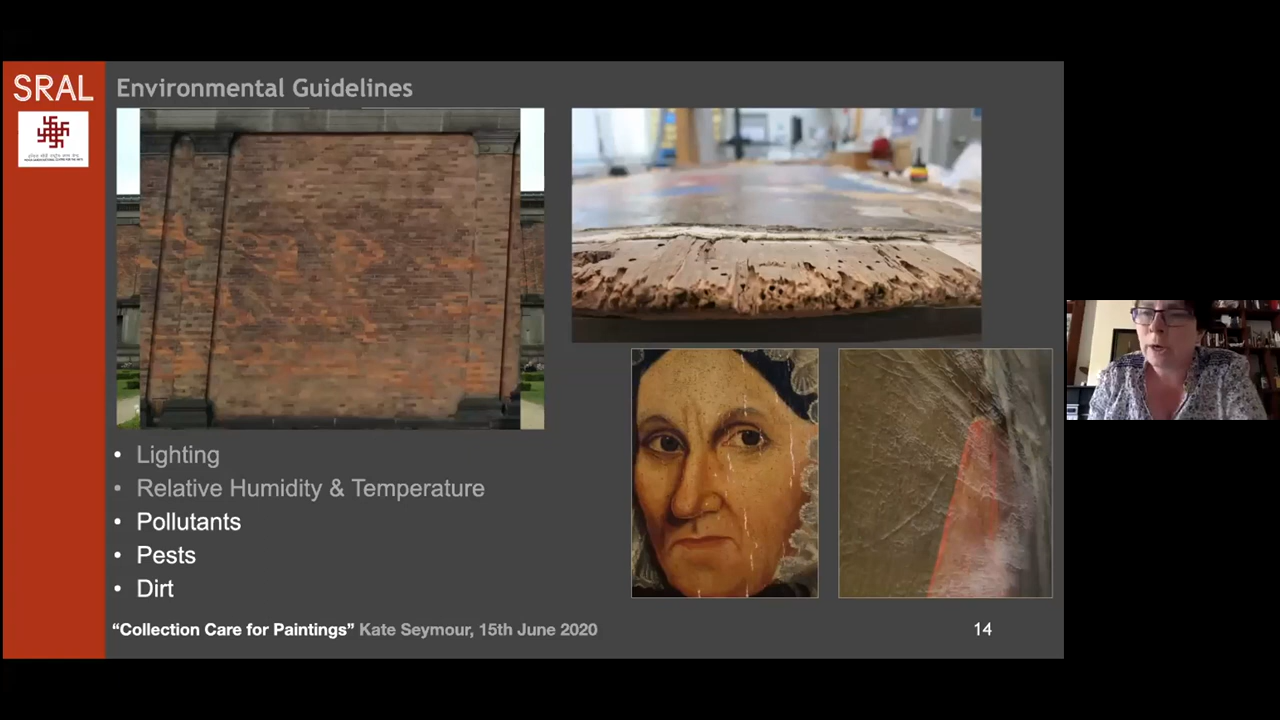 SRAL
Environmental Guidelines
• Lighting
• Relative Humidity & Temperature
• Pollutants
• Pests
• Dirt
“Collection Care for Paintings” Kate Seymour, 15th June 2020
14